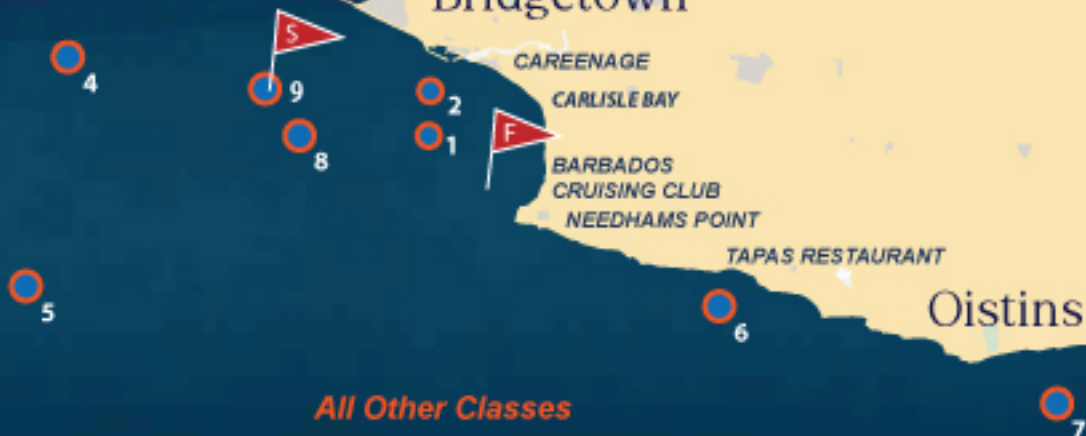 Bridgetown
S
CAREENAGE
4
9
2
CARLISLE BAY
8
1
F
BARBADOS
CRUISING CLUB
NEEDHAMS POINT
TAPAS RESTAURANT
5
6
Oistins
All Other Classes
7